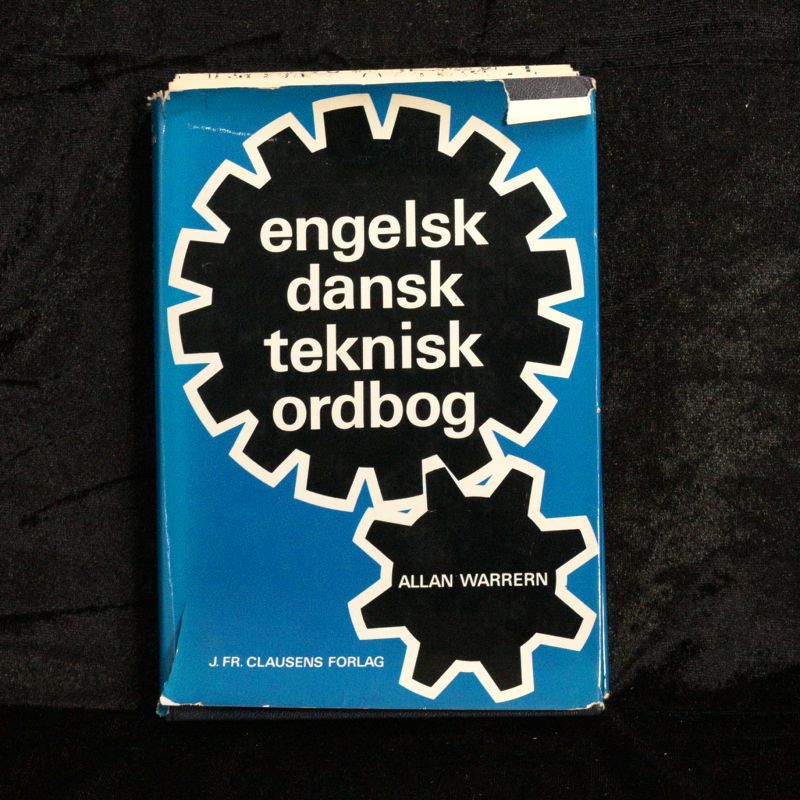 engelsk
dansk
teknisk
ordbog
ALLAN WARRERN
J. FR. CLAUSENS FORLAG